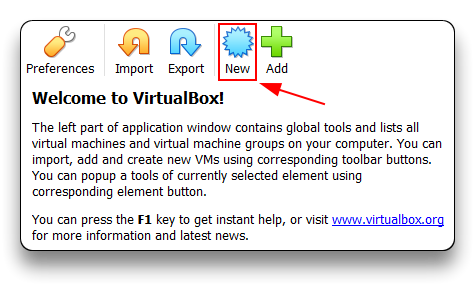 Preferences Import Export New Add
Welcome to VirtualBox!
The left part of application window contains global tools and lists all
virtual machines and virtual machine groups on your computer. You can
import, add and create new VMs using corresponding toolbar buttons.
You can popup a tools of currently selected element using
corresponding element button.
You can press the F1 key to get instant help, or visit www.virtualbox.org
for more information and latest news.